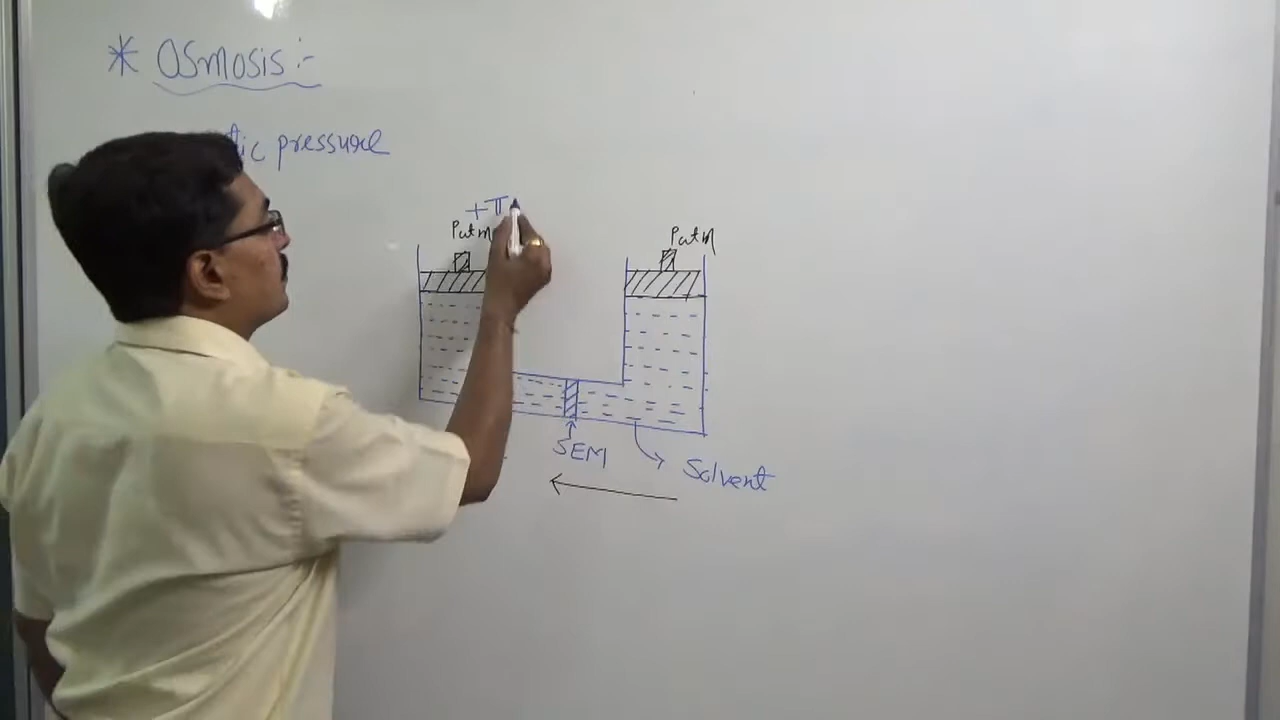 * Osmosis :-
pressure
+π
Patm
Patm
SEM
Solvent